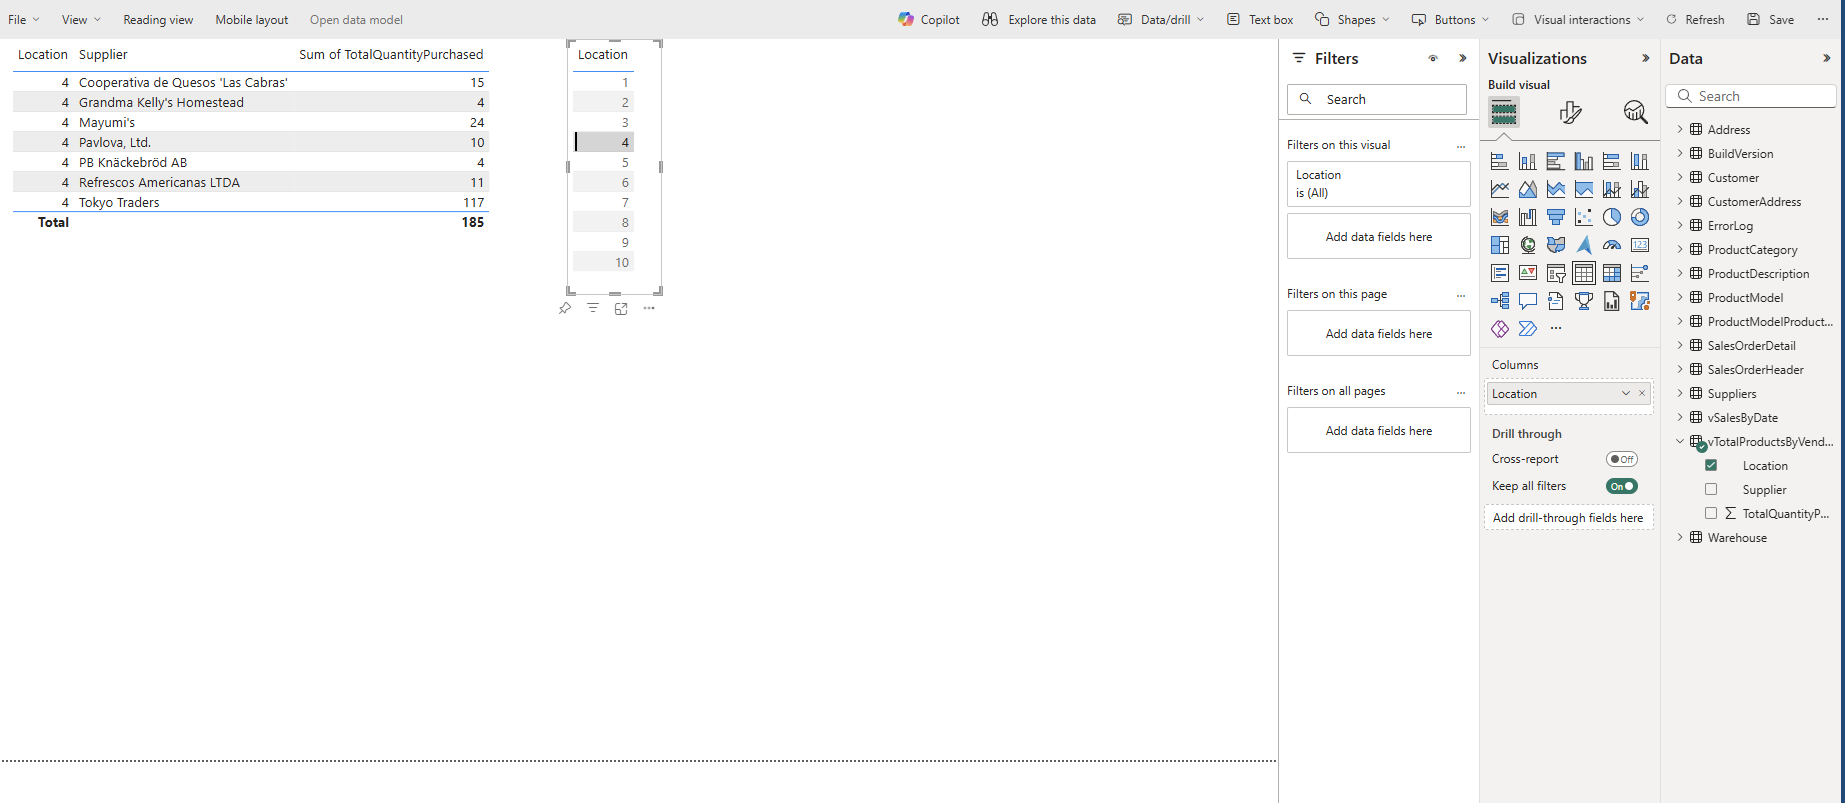 File View Reading view Mobile layout Open data model Copilot Explore this data Data/drill Text box Shapes Buttons Visual interactions Refresh Save
Location Supplier Sum of TotalQuantityPurchased
4 Cooperativa de Quesos 'Las Cabras' 15
4 Grandma Kelly's Homestead 4
4 Mayumi's 24
4 Pavlova, Ltd. 10
4 PB Knäckebröd AB 4
4 Refrescos Americanas LTDA 11
4 Tokyo Traders 117
Total 185
Location
1
2
3
4
5
6
7
8
9
10
Filters
Search
Filters on this visual ...
Location
is (All)
Add data fields here
Filters on this page ...
Add data fields here
Filters on all pages ...
Add data fields here
Visualizations
Build visual
123
...
Columns
Location
Drill through
Cross-report Off
Keep all filters On
Add drill-through fields here
Data
Search
Address
BuildVersion
Customer
CustomerAddress
ErrorLog
ProductCategory
ProductDescription
ProductModel
ProductModelProduct...
SalesOrderDetail
SalesOrderHeader
Suppliers
vSalesByDate
vTotalProductsByVend...
Location
Supplier
TotalQuantityP...
Warehouse